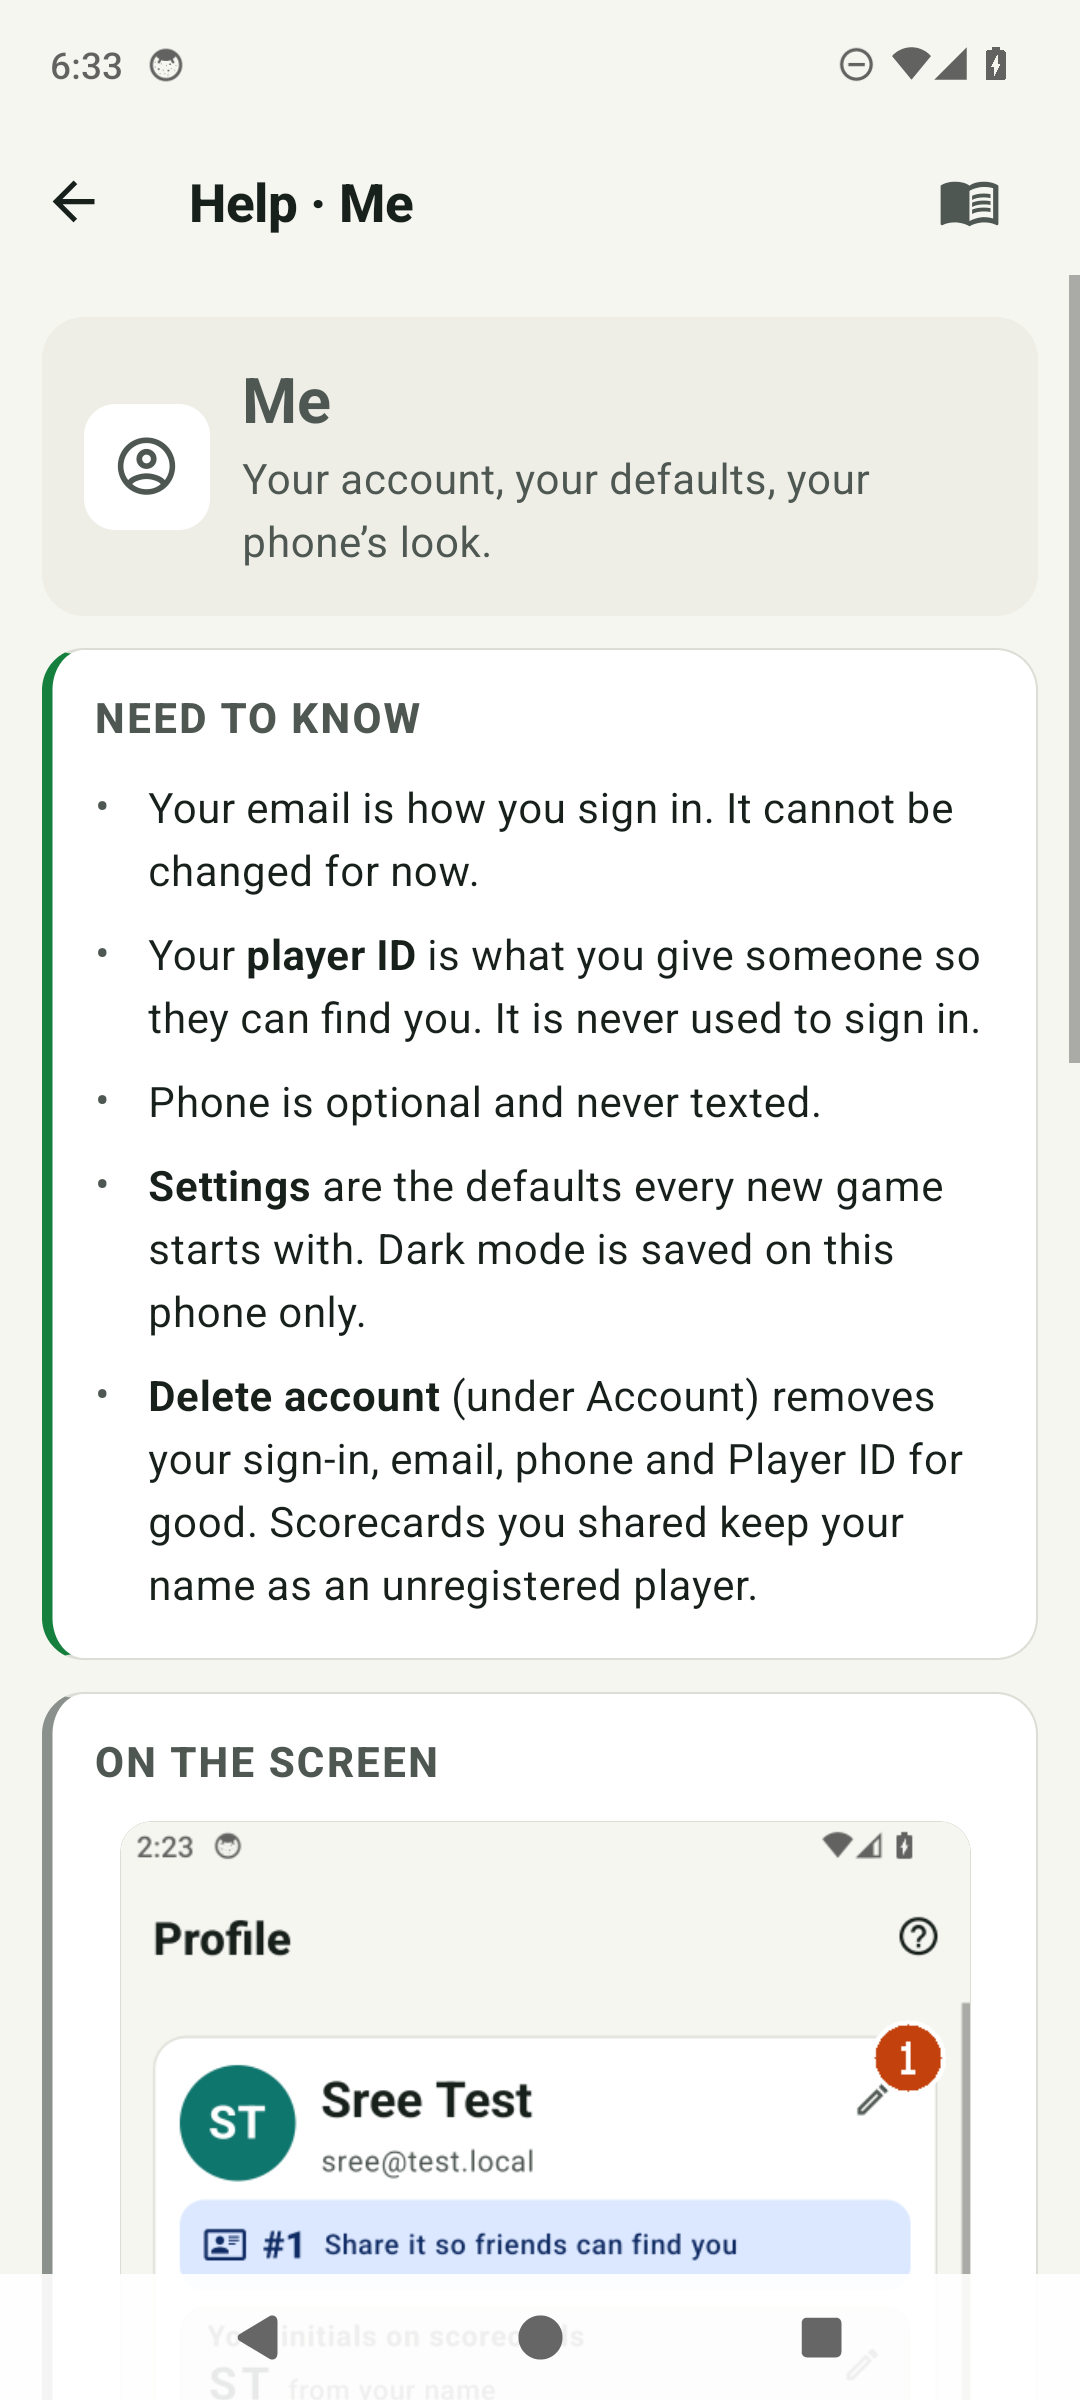 6:33
Help · Me
Me
Your account, your defaults, your
phone’s look.
NEED TO KNOW
• Your email is how you sign in. It cannot be
changed for now.
• Your player ID is what you give someone so
they can find you. It is never used to sign in.
• Phone is optional and never texted.
• Settings are the defaults every new game
starts with. Dark mode is saved on this
phone only.
• Delete account (under Account) removes
your sign-in, email, phone and Player ID for
good. Scorecards you shared keep your
name as an unregistered player.
ON THE SCREEN
2:23
Profile
1
ST
Sree Test
sree@test.local
#1 Share it so friends can find you
initials on
ST from your name